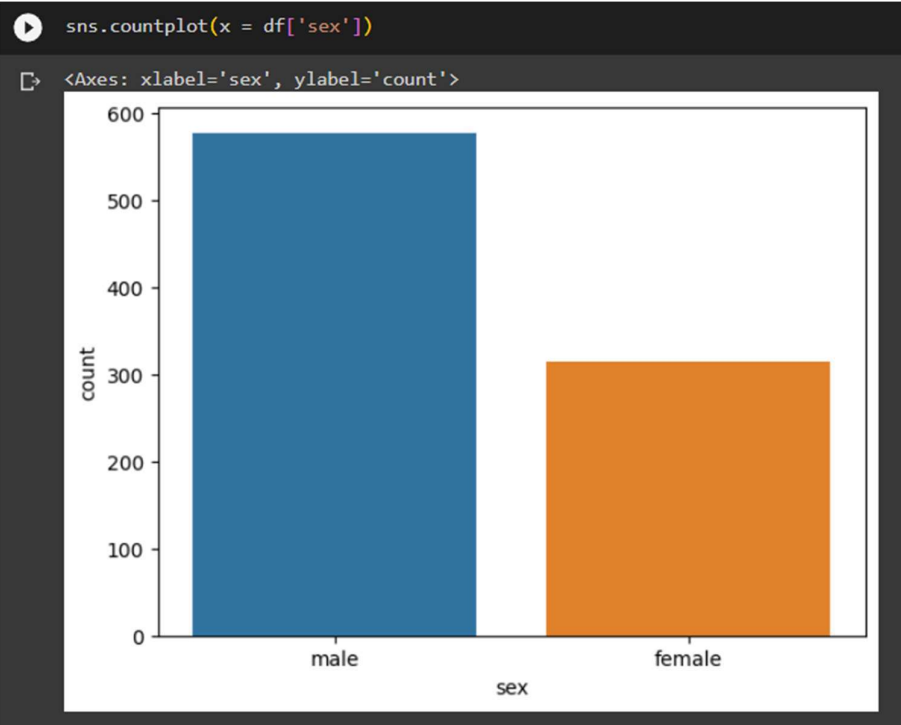 sns.countplot(x = df['sex'])
<Axes: xlabel='sex', ylabel='count'>
600
500
400
300
200
100
0
count
male female
sex